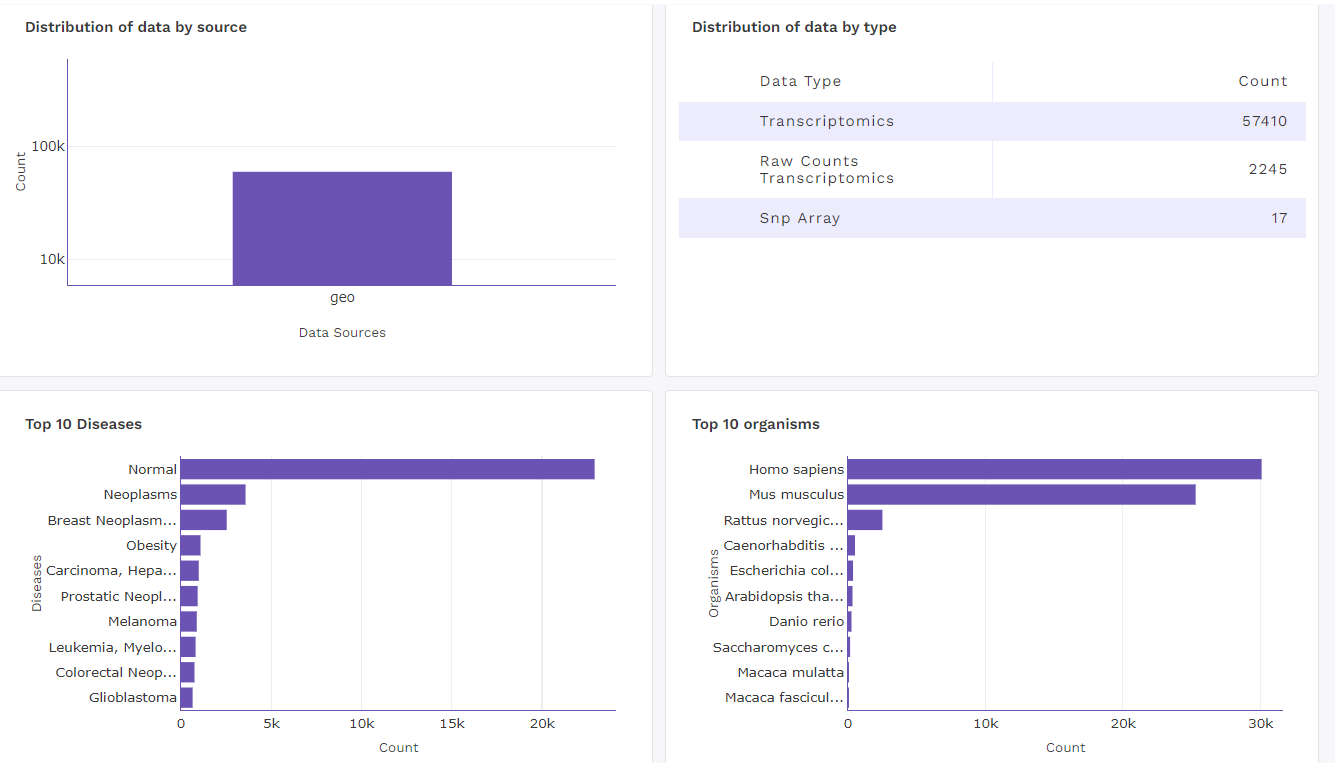 Distribution of data by source
Count
100k
10k
geo
Data Sources
Distribution of data by type
Data Type Count
Transcriptomics 57410
Raw Counts
Transcriptomics 2245
Snp Array 17
Top 10 Diseases
Diseases
Normal
Neoplasms
Breast Neoplasm...
Obesity
Carcinoma, Hepa...
Prostatic Neopl...
Melanoma
Leukemia, Myelo...
Colorectal Neop...
Glioblastoma
0 5k 10k 15k 20k
Count
Top 10 organisms
Organisms
Homo sapiens
Mus musculus
Rattus norvegic...
Caenorhabditis ...
Escherichia col...
Arabidopsis tha...
Danio rerio
Saccharomyces c...
Macaca mulatta
Macaca fascicul...
0 10k 20k 30k
Count